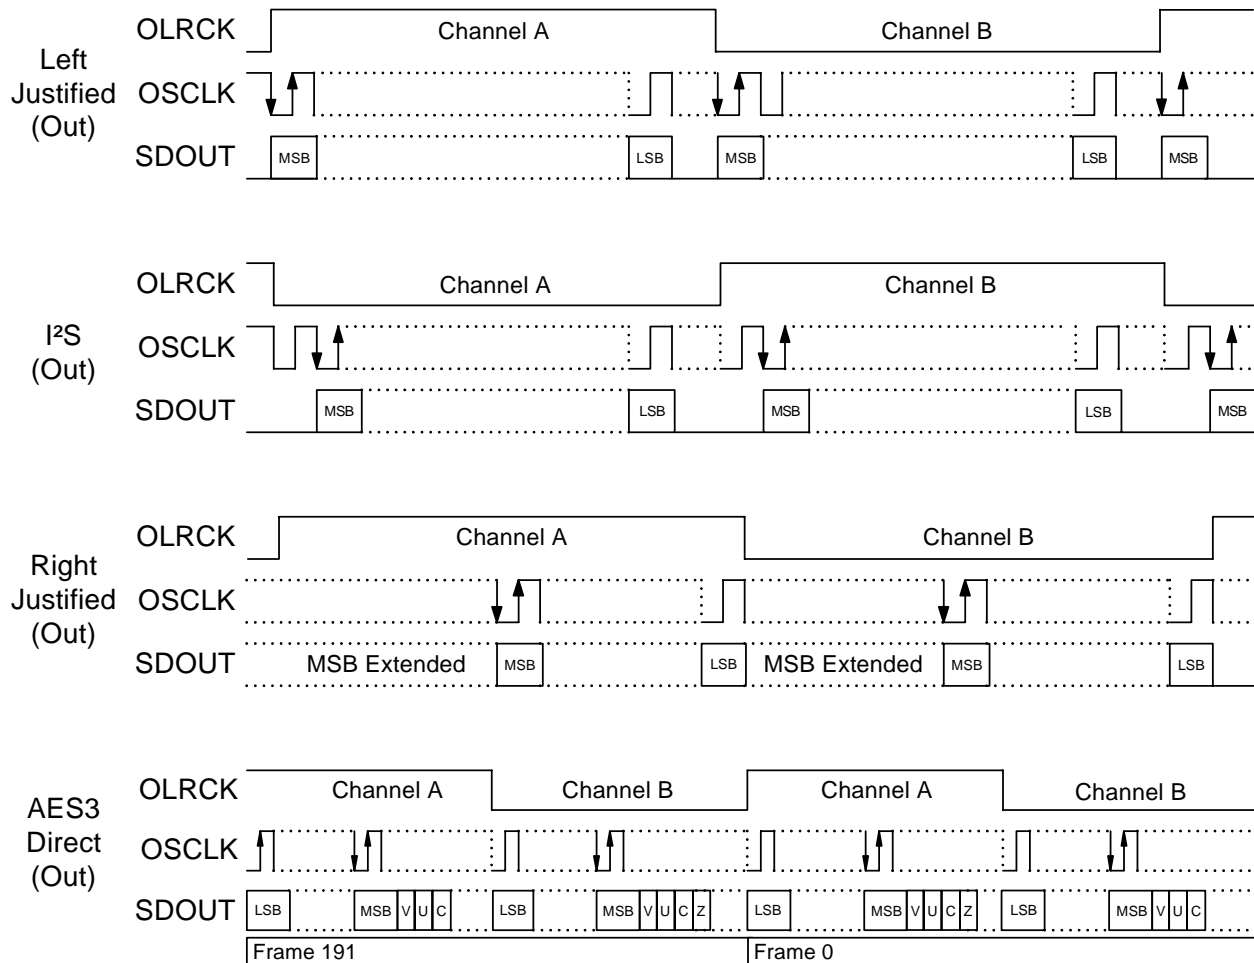 Left
Justified
(Out)
OLRCK Channel A Channel B
OSCLK
SDOUT MSB LSB MSB LSB MSB
I²S
(Out)
OLRCK Channel A Channel B
OSCLK
SDOUT MSB LSB MSB LSB MSB
Right
Justified
(Out)
OLRCK Channel A Channel B
OSCLK
SDOUT MSB Extended MSB LSB MSB Extended MSB LSB
AES3
Direct
(Out)
OLRCK Channel A Channel B Channel A Channel B
OSCLK
SDOUT LSB MSB V U C LSB MSB V U C Z LSB MSB V U C Z LSB MSB V U C
Frame 191 Frame 0